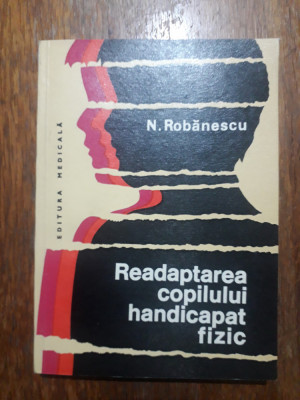 N. Robănescu
EDITURA MEDICALĂ
Readaptarea
copilului
handicapat
fizic